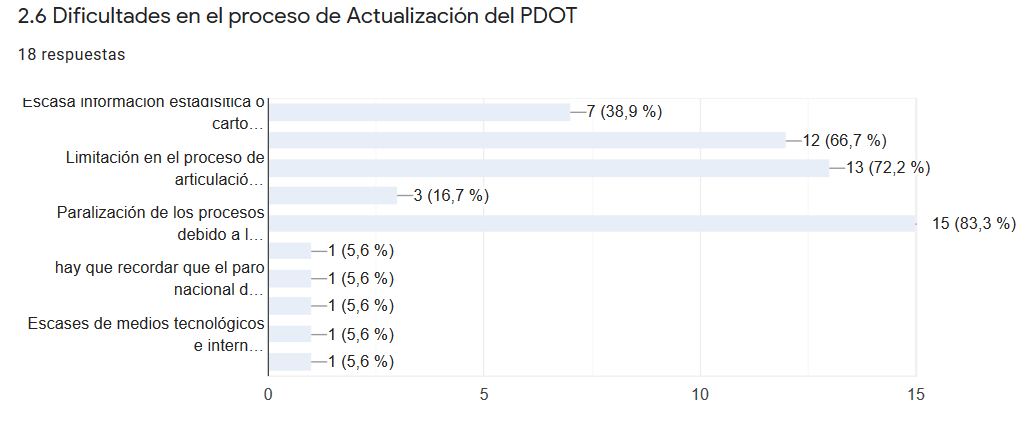 2.6 Dificultades en el proceso de Actualización del PDOT
18 respuestas
Escasa información estadísitica o
carto…
7 (38,9 %)
12 (66,7 %)
Limitación en el proceso de
articulació…
13 (72,2 %)
3 (16,7 %)
Paralización de los procesos
debido a l…
15 (83,3 %)
1 (5,6 %)
hay que recordar que el paro
nacional d…
1 (5,6 %)
1 (5,6 %)
Escases de medios tecnológicos
e intern…
1 (5,6 %)
1 (5,6 %)
0
5
10
15